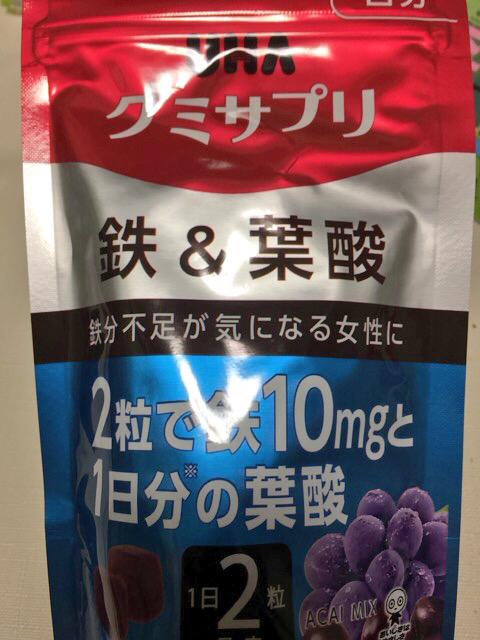 UHA
グミサプリ
鉄 & 葉酸
鉄分不足が気になる女性に
2粒で鉄10mgと
1日分※の葉酸
1日2粒
ACAI MIX